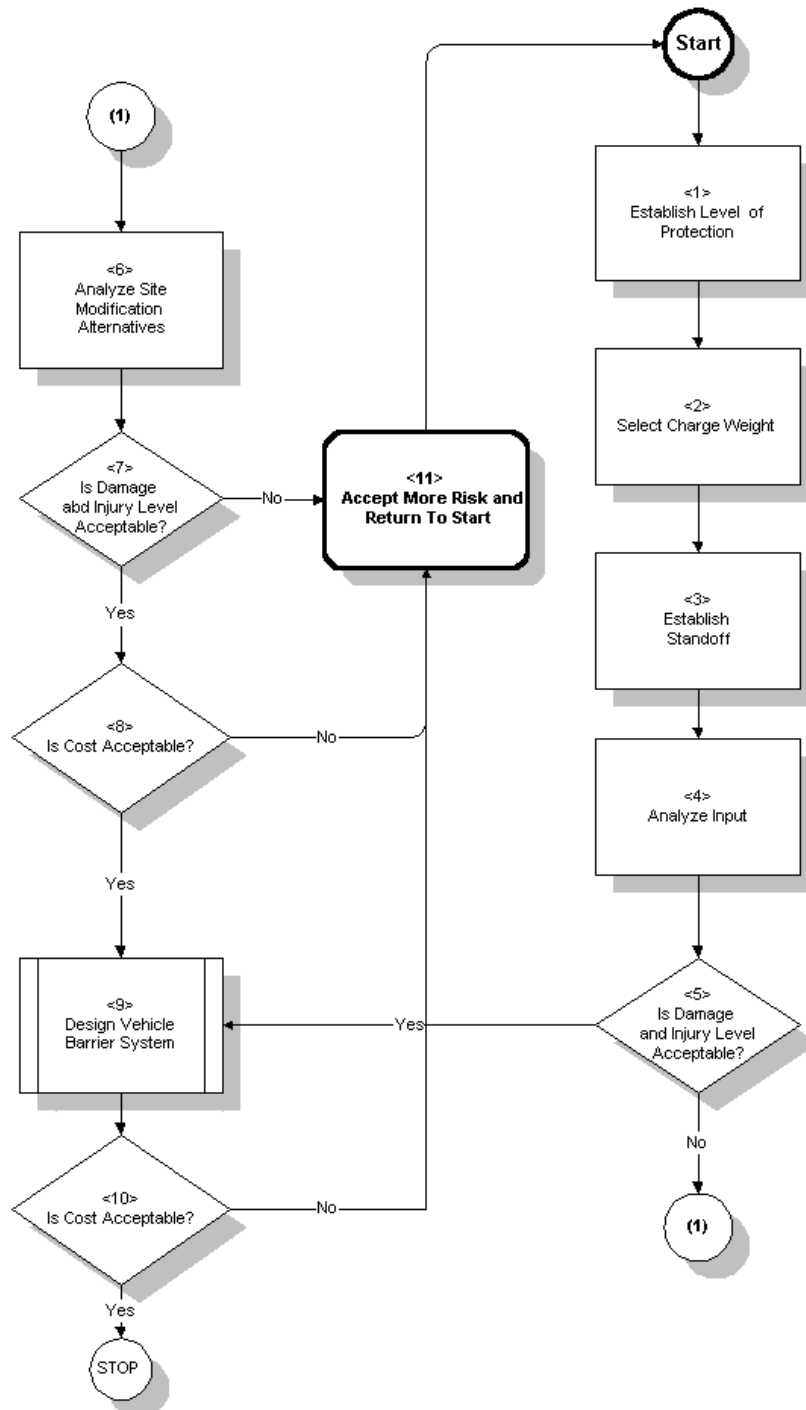 Start
(1)
<1>
Establish Level of
Protection
<6>
Analyze Site
Modification
Alternatives
<2>
Select Charge Weight
<7>
Is Damage
abd Injury Level
Acceptable?
No
<11>
Accept More Risk and
Return To Start
Yes
<3>
Establish
Standoff
<8>
Is Cost Acceptable?
No
<4>
Analyze Input
Yes
<9>
Design Vehicle
Barrier System
Yes
<5>
Is Damage
and Injury Level
Acceptable?
No
<10>
Is Cost Acceptable?
No
(1)
Yes
STOP